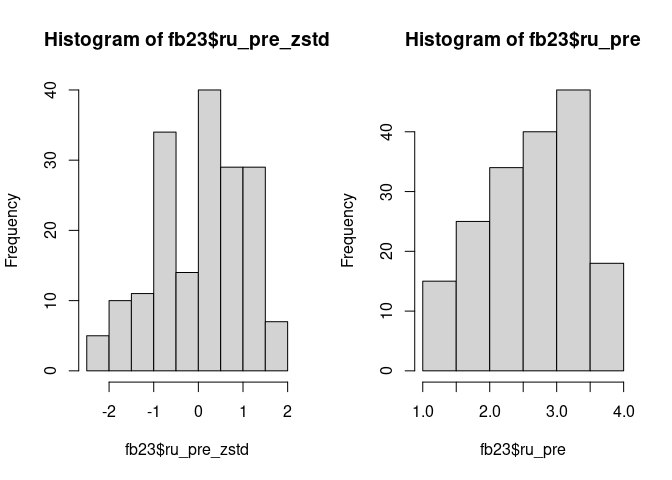 Histogram of fb23$ru_pre_zstd
Frequency
0
10
20
30
40
-2 -1 0 1 2
fb23$ru_pre_zstd
Histogram of fb23$ru_pre
Frequency
0
10
20
30
40
1.0 2.0 3.0 4.0
fb23$ru_pre